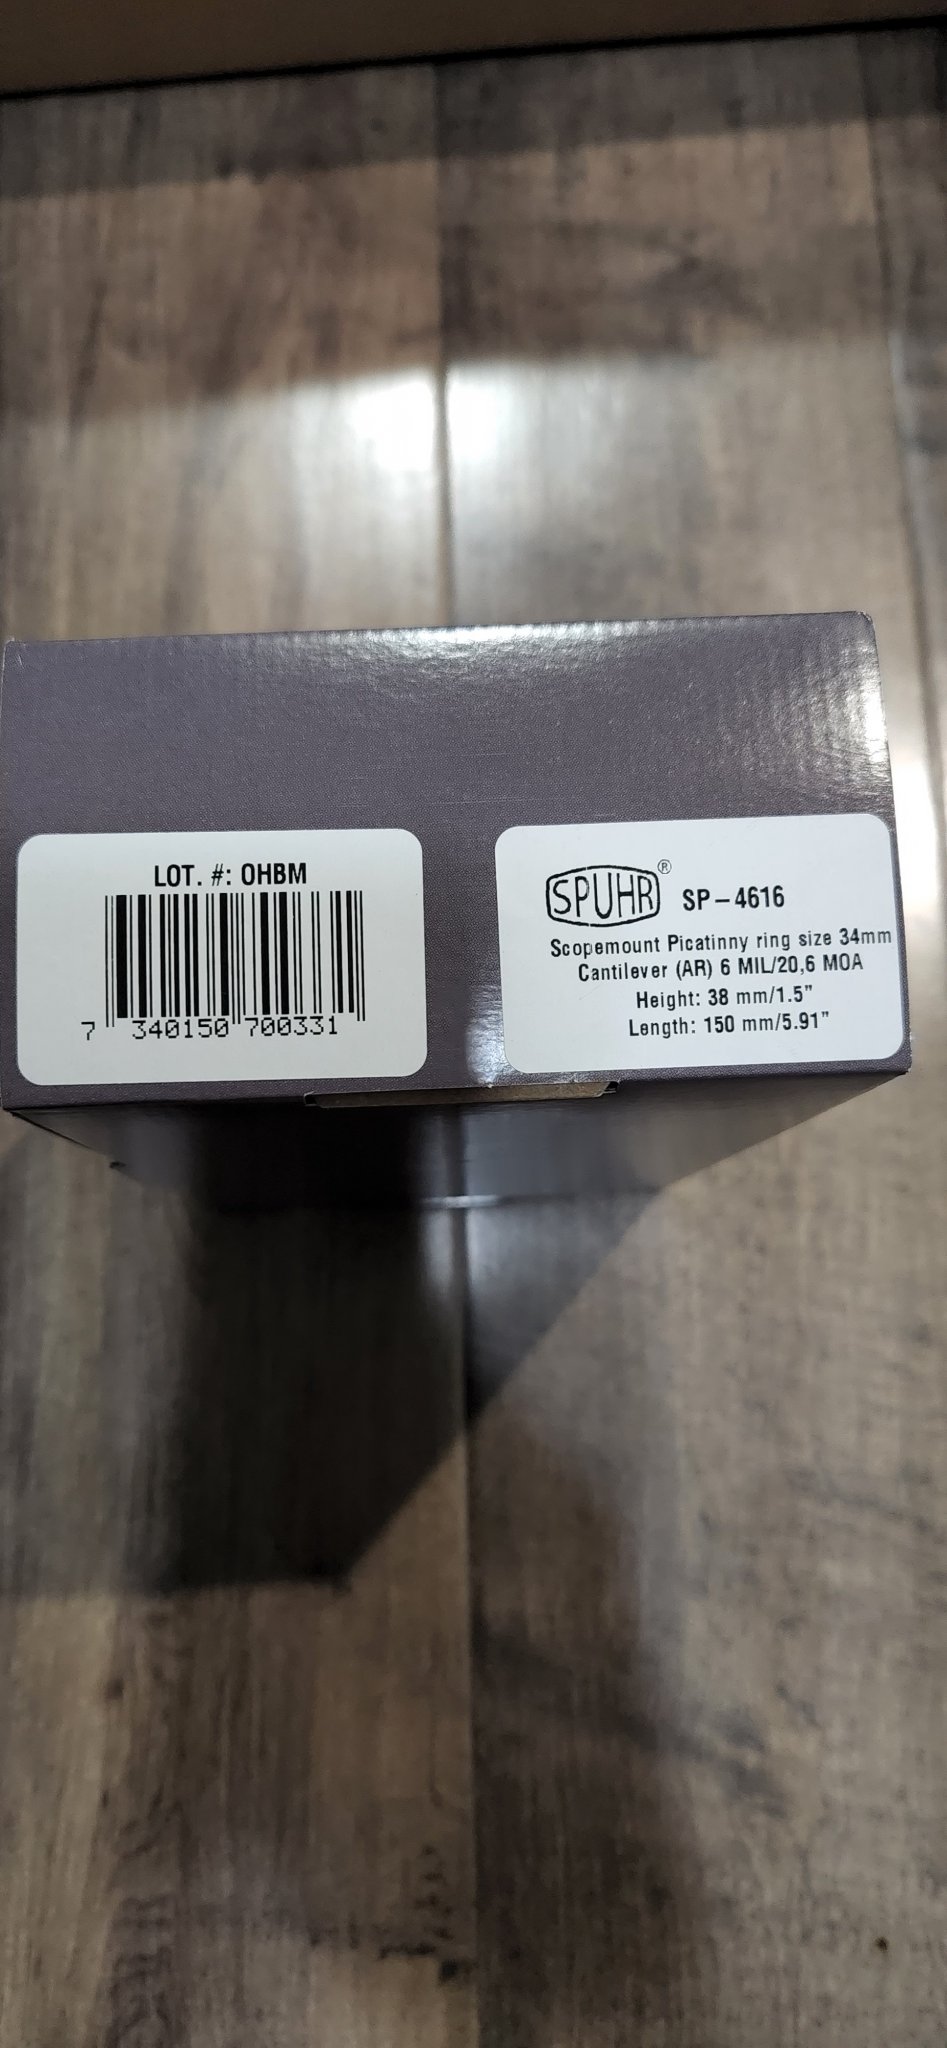 LOT. #: OHBM
7 340150 700331
SPUHR® SP-4616
Scopemount Picatinny ring size 34mm
Cantilever (AR) 6 MIL/20,6 MOA
Height: 38 mm/1.5"
Length: 150 mm/5.91"